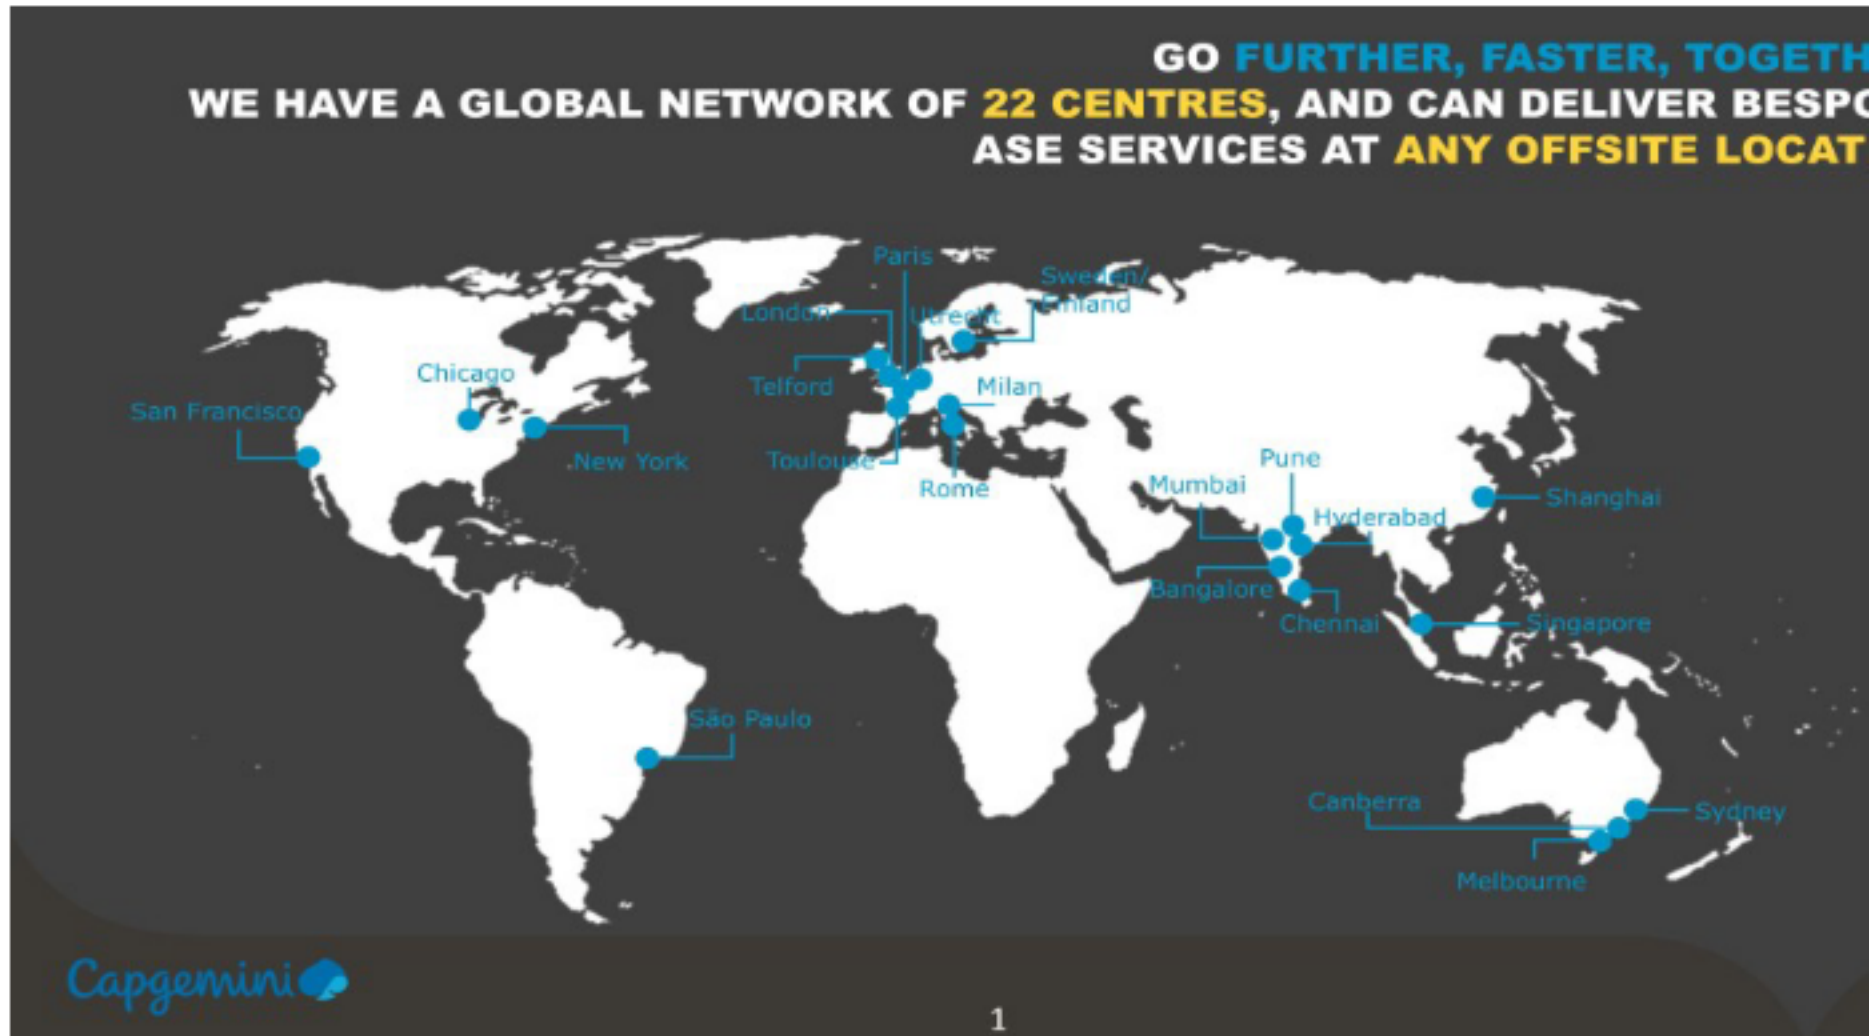 GO FURTHER, FASTER, TOGETH
WE HAVE A GLOBAL NETWORK OF 22 CENTRES, AND CAN DELIVER BESPO
ASE SERVICES AT ANY OFFSITE LOCAT
Paris
Sweden/
Finland
London
Utrecht
Chicago
Telford
Milan
San Francisco
New York
Toulouse
Rome
Pune
Mumbai
Shanghai
Hyderabad
Bangalore
Chennai
Singapore
São Paulo
Canberra
Sydney
Melbourne
Capgemini
1